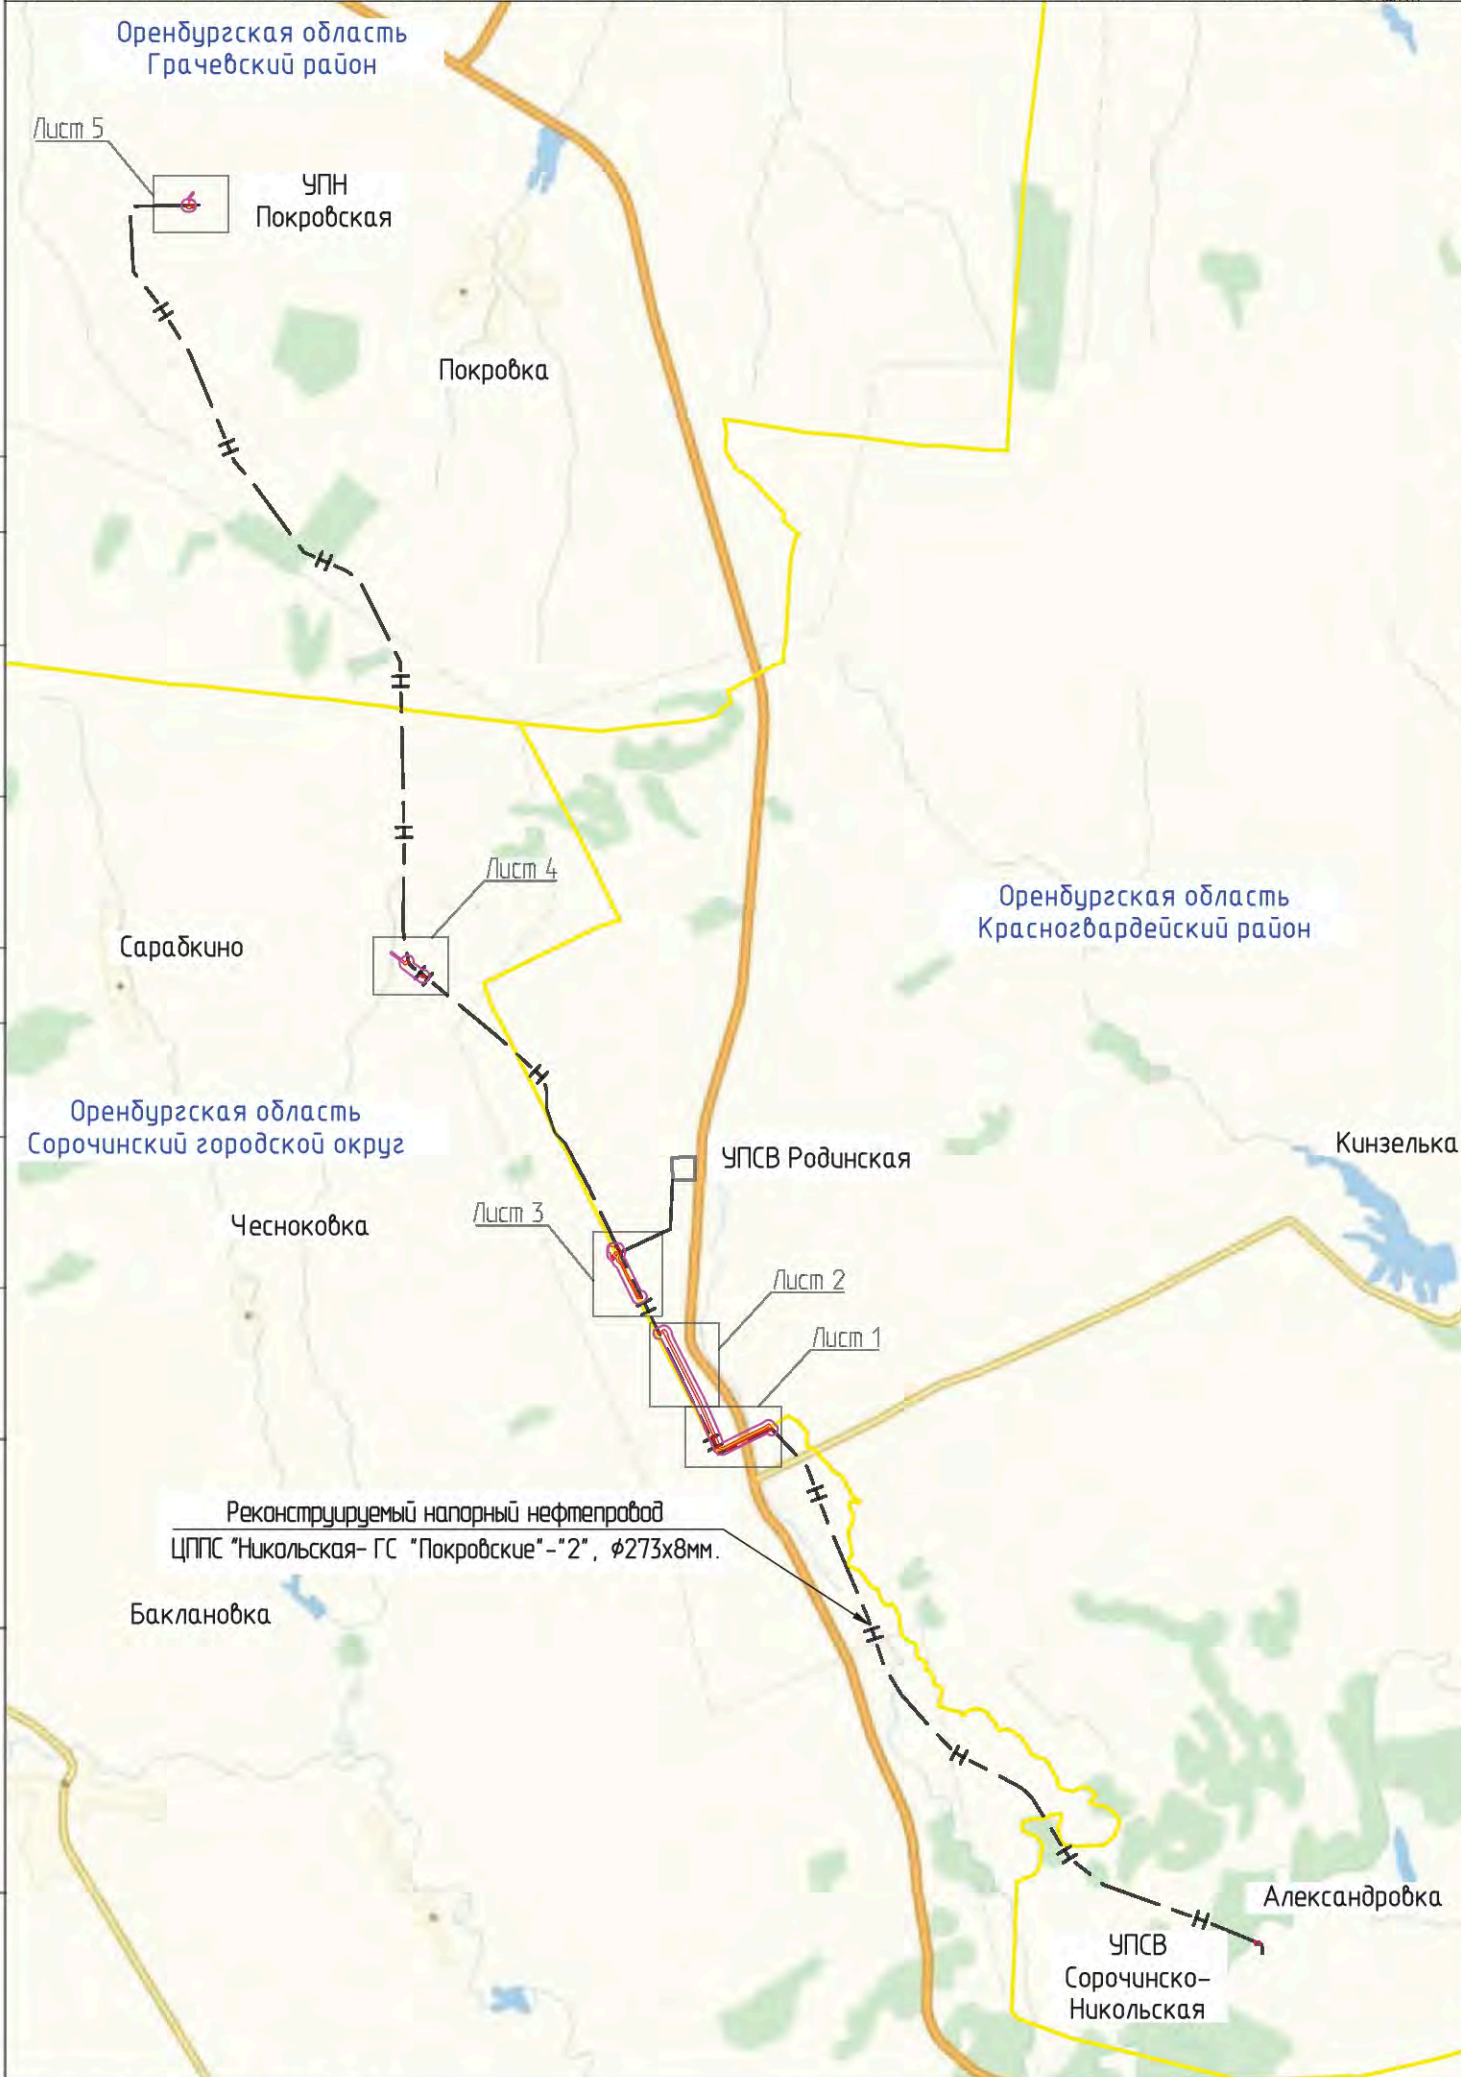 Оренбургская область
Грачевский район
Лист 5
УПН
Покровская
Покровка
Лист 4
Сарабкино
Оренбургская область
Красногвардейский район
Оренбургская область
Сорочинский городской округ
Кинзелька
УПСВ Родинская
Чесноковка
Лист 3
Лист 2
Лист 1
Реконструируемый напорный нефтепровод
ЦППС "Никольская- ГС "Покровские"-"2", ⌀273х8мм.
Баклановка
Александровка
УПСВ
Сорочинско-
Никольская
Н
Н
Н
Н
Н
Н
Н
Н
Н
Н
Н
Н
Н
Н